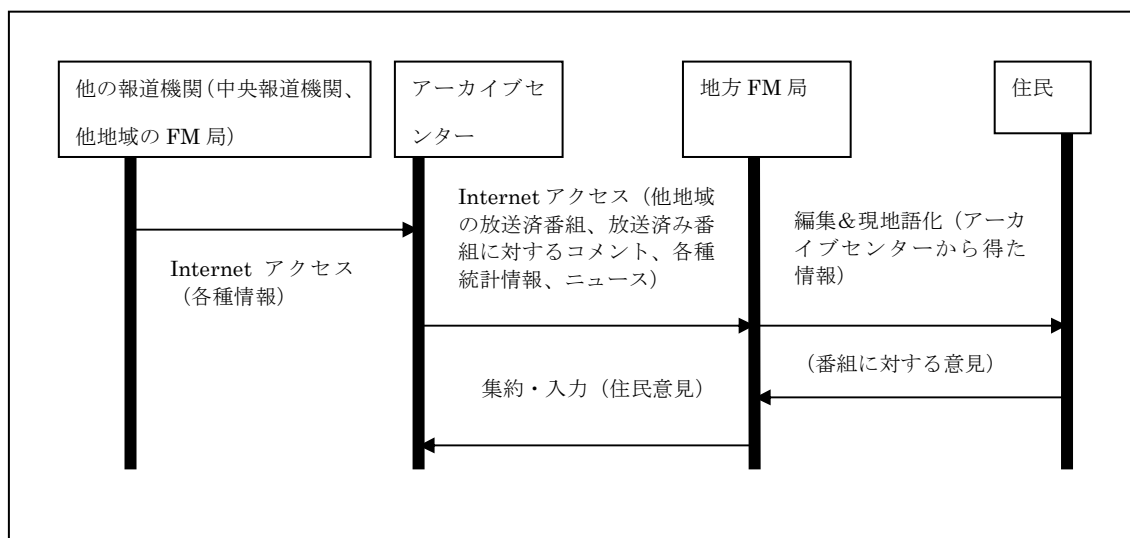 他の報道機関（中央報道機関、
他地域の FM 局）
アーカイブセ
ンター
地方 FM 局
住民
Internet アクセス
（各種情報）
Internet アクセス（他地域
の放送済番組、放送済み番
組に対するコメント、各種
統計情報、ニュース）
編集＆現地語化（アーカ
イブセンターから得た
情報）
(番組に対する意見）
集約・入力（住民意見）